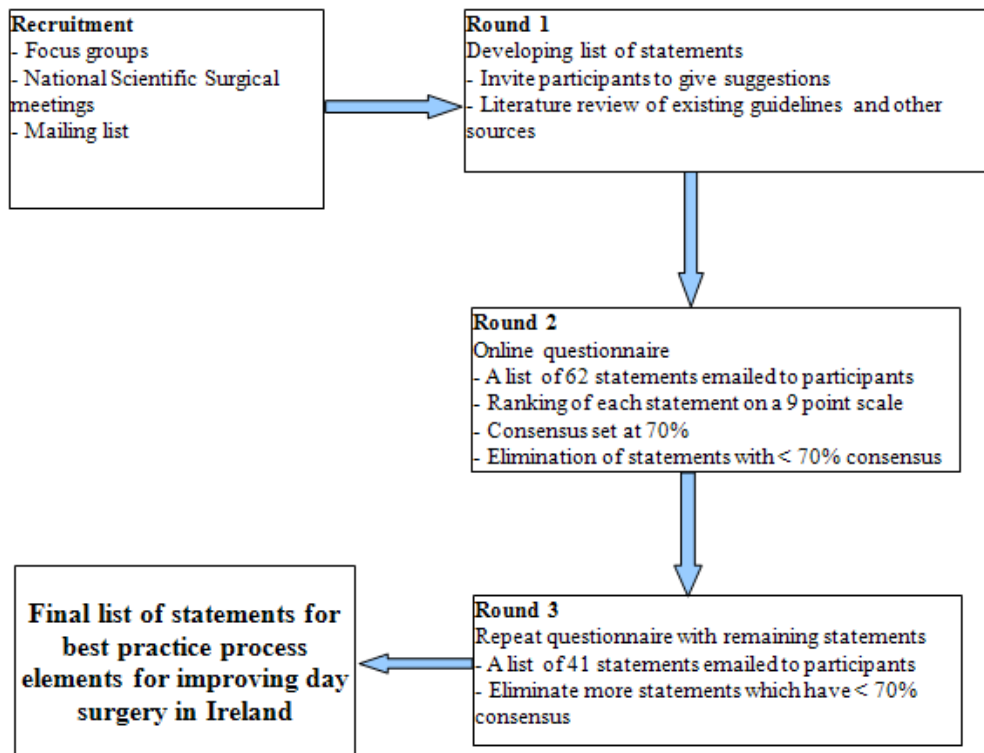 Recruitment
- Focus groups
- National Scientific Surgical
meetings
- Mailing list
Round 1
Developing list of statements
- Invite participants to give suggestions
- Literature review of existing guidelines and other
sources
Round 2
Online questionnaire
- A list of 62 statements emailed to participants
- Ranking of each statement on a 9 point scale
- Consensus set at 70%
- Elimination of statements with < 70% consensus
Round 3
Repeat questionnaire with remaining statements
- A list of 41 statements emailed to participants
- Eliminate more statements which have < 70%
consensus
Final list of statements for
best practice process
elements for improving day
surgery in Ireland